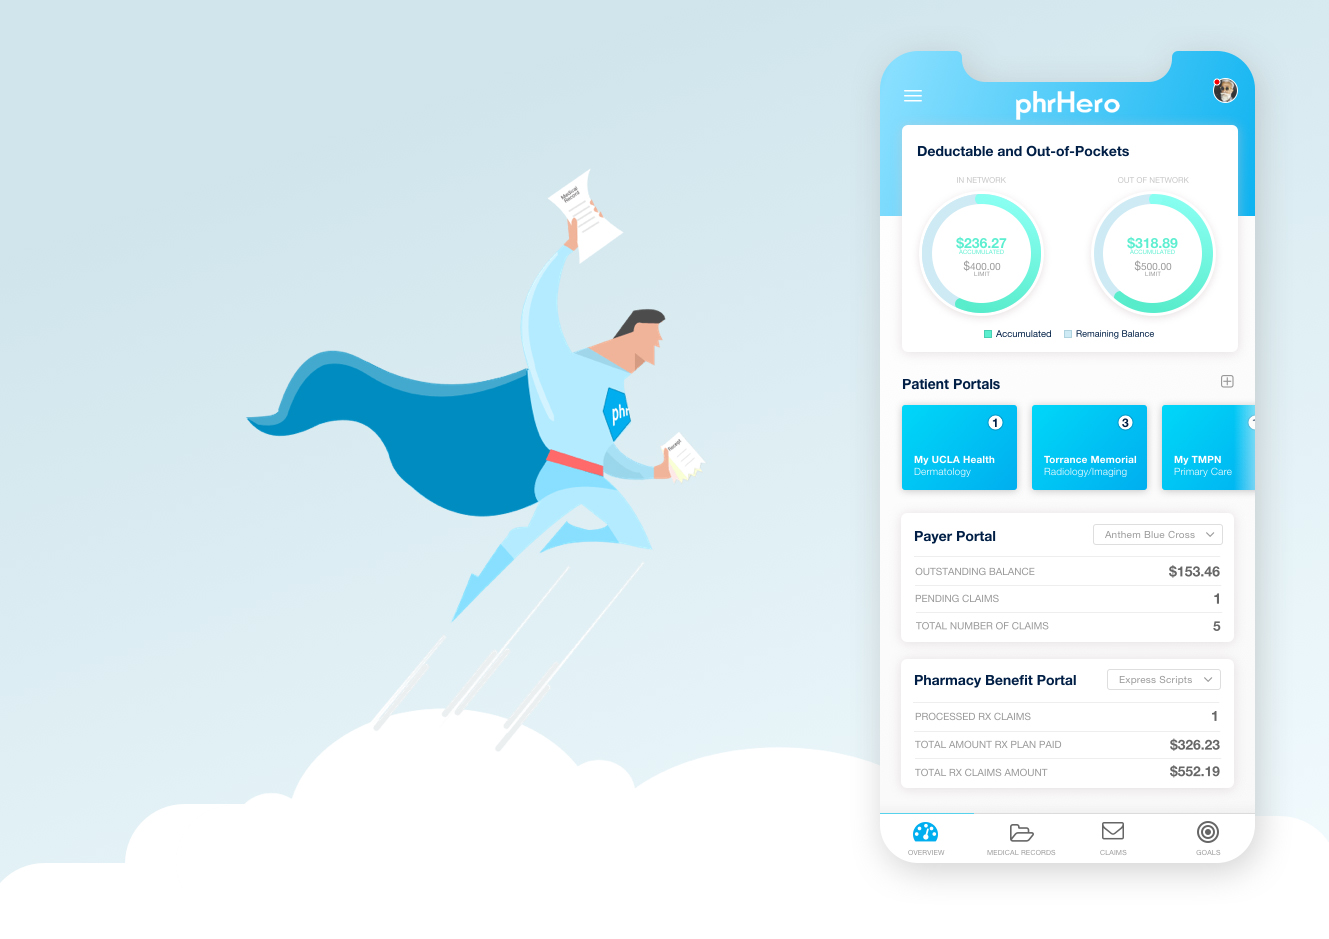 Medical
Record
phr
Receipt
phrHero
Deductable and Out-of-Pockets
IN NETWORK
OUT OF NETWORK
$236.27
ACCUMULATED
$400.00
LIMIT
$318.89
ACCUMULATED
$500.00
LIMIT
Accumulated
Remaining Balance
Patient Portals
1
My UCLA Health
Dermatology
3
Torrance Memorial
Radiology/Imaging
My TMPN
Primary Care
Payer Portal
Anthem Blue Cross
OUTSTANDING BALANCE $153.46
PENDING CLAIMS 1
TOTAL NUMBER OF CLAIMS 5
Pharmacy Benefit Portal
Express Scripts
PROCESSED RX CLAIMS 1
TOTAL AMOUNT RX PLAN PAID $326.23
TOTAL RX CLAIMS AMOUNT $552.19
OVERVIEW
MEDICAL RECORDS
CLAIMS
GOALS